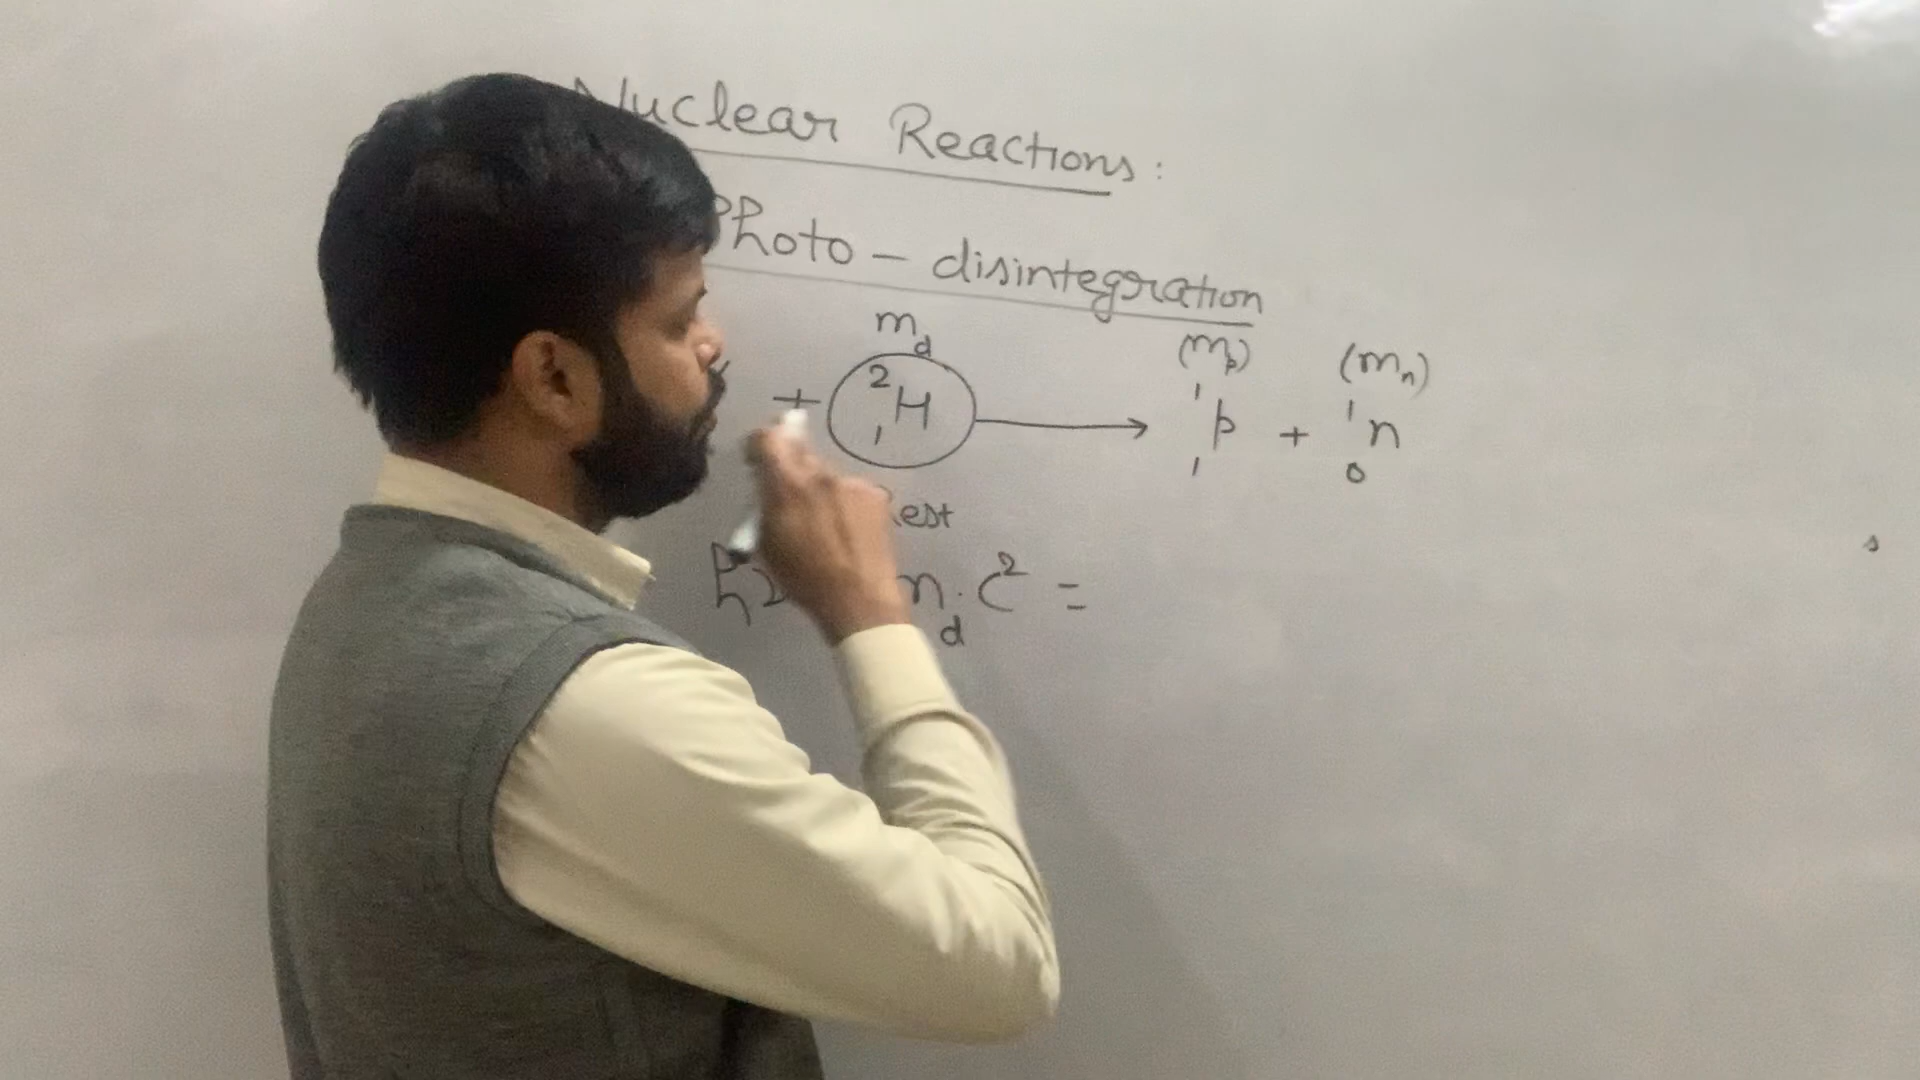 Nuclear Reactions :
Photo - disintegration
m_d (m_p) (m_n)
+ ²₁H ⟶ ¹₁p + ¹₀n
Rest
m_d . c² =